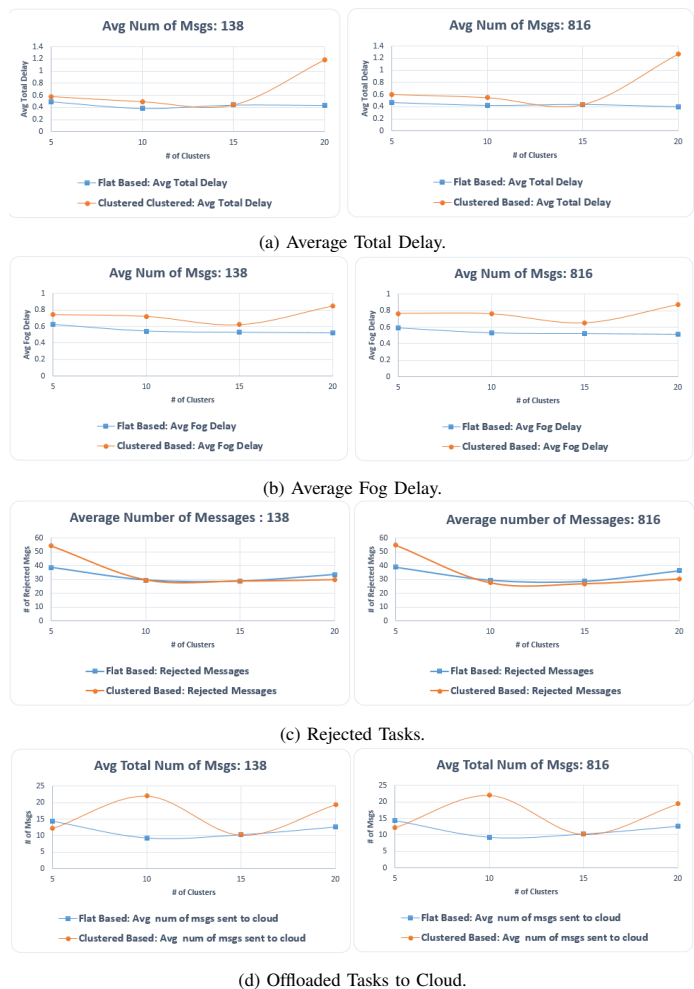 Avg Num of Msgs: 138
1.4
1.2
1
0.8
0.6
0.4
0.2
0
Avg Total Delay
5 10 15 20
# of Clusters
Flat Based: Avg Total Delay
Clustered Clustered: Avg Total Delay
Avg Num of Msgs: 816
1.4
1.2
1
0.8
0.6
0.4
0.2
0
Avg Total Delay
5 10 15 20
# of Clusters
Flat Based: Avg Total Delay
Clustered Based: Avg Total Delay
(a) Average Total Delay.
Avg Num of Msgs: 138
1
0.8
0.6
0.4
0.2
0
Avg Fog Delay
5 10 15 20
# of Clusters
Flat Based: Avg Fog Delay
Clustered Based: Avg Fog Delay
Avg Num of Msgs: 816
1
0.8
0.6
0.4
0.2
0
Avg Fog Delay
5 10 15 20
# of Clusters
Flat Based: Avg Fog Delay
Clustered Based: Avg Fog Delay
(b) Average Fog Delay.
Average Number of Messages : 138
60
50
40
30
20
10
0
# of Rejected Msgs
5 10 15 20
# of Clusters
Flat Based: Rejected Messages
Clustered Based: Rejected Messages
Average number of Messages: 816
60
50
40
30
20
10
0
# of Rejected Msgs
5 10 15 20
# of Clusters
Flat Based: Rejected Messages
Clustered Based: Rejected Messages
(c) Rejected Tasks.
Avg Total Num of Msgs: 138
25
20
15
10
5
0
# of Msgs
5 10 15 20
# of Clusters
Flat Based: Avg num of msgs sent to cloud
Clustered Based: Avg num of msgs sent to cloud
Avg Total Num of Msgs: 816
25
20
15
10
5
0
# of Msgs
5 10 15 20
# of Clusters
Flat Based: Avg num of msgs sent to cloud
Clustered Based: Avg num of msgs sent to cloud
(d) Offloaded Tasks to Cloud.